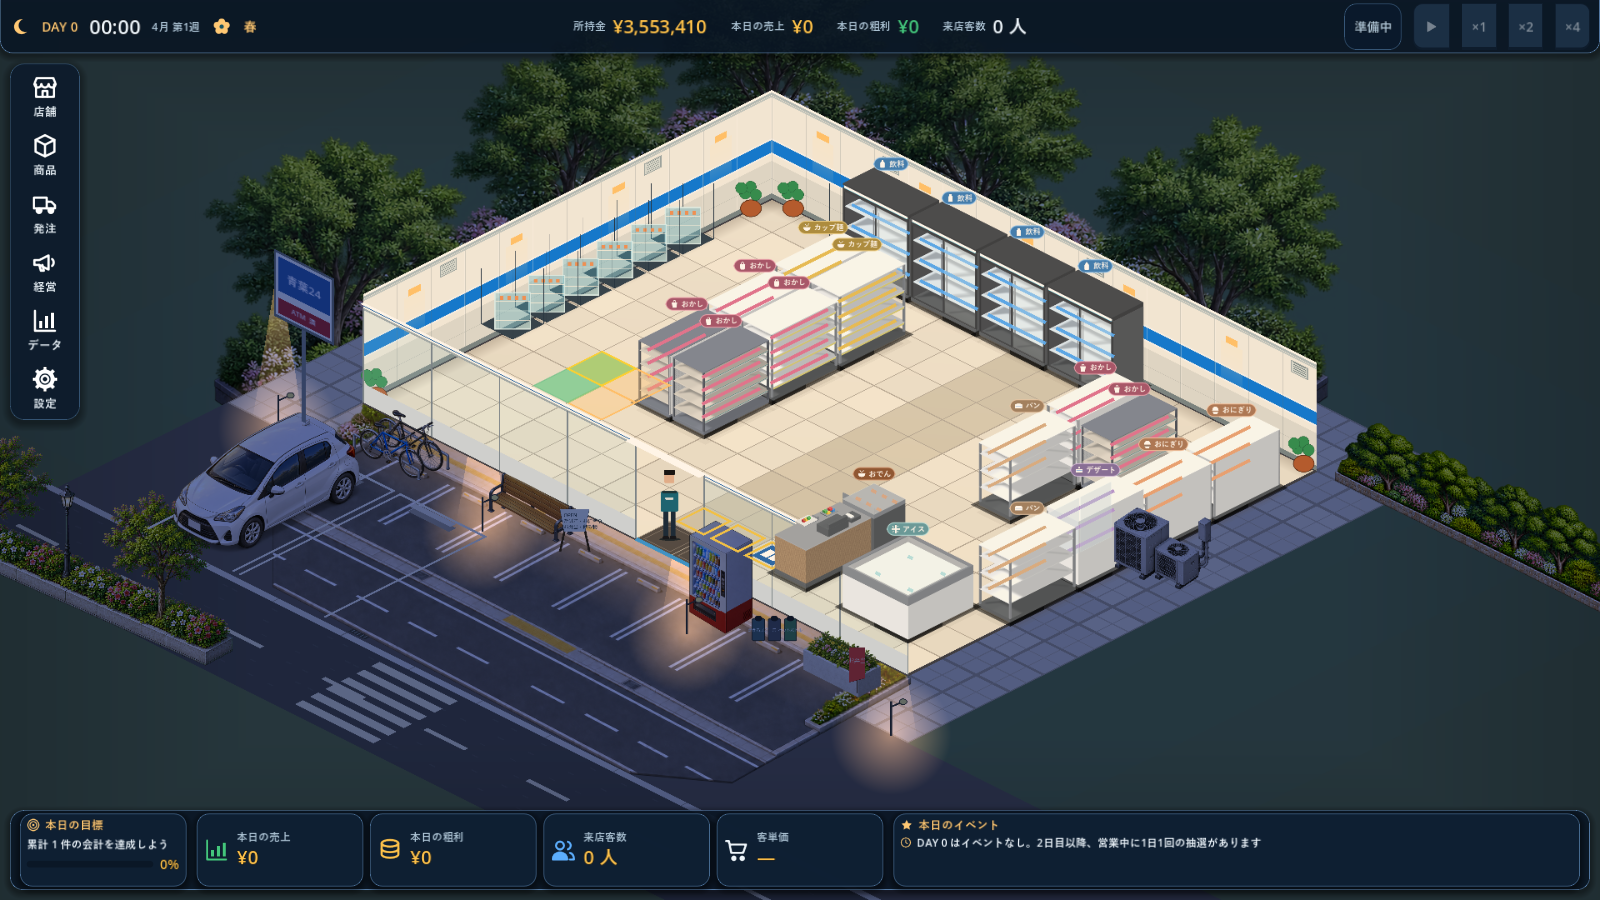 DAY 0 00:00 4月 第1週 春
所持金 ¥3,553,410 本日の売上 ¥0 本日の粗利 ¥0 来店客数 0 人
準備中 ×1 ×2 ×4
店舗
商品
発注
経営
データ
設定
青葉24
ATM 酒
飲料
飲料
飲料
飲料
カップ麺
カップ麺
おかし
おかし
おかし
おかし
おかし
おかし
パン
おにぎり
おにぎり
デザート
おでん
パン
アイス
本日の目標
累計 1 件の会計を達成しよう
0%
本日の売上
¥0
本日の粗利
¥0
来店客数
0 人
客単価
—
本日のイベント
DAY 0 はイベントなし。2日目以降、営業中に1日1回の抽選があります